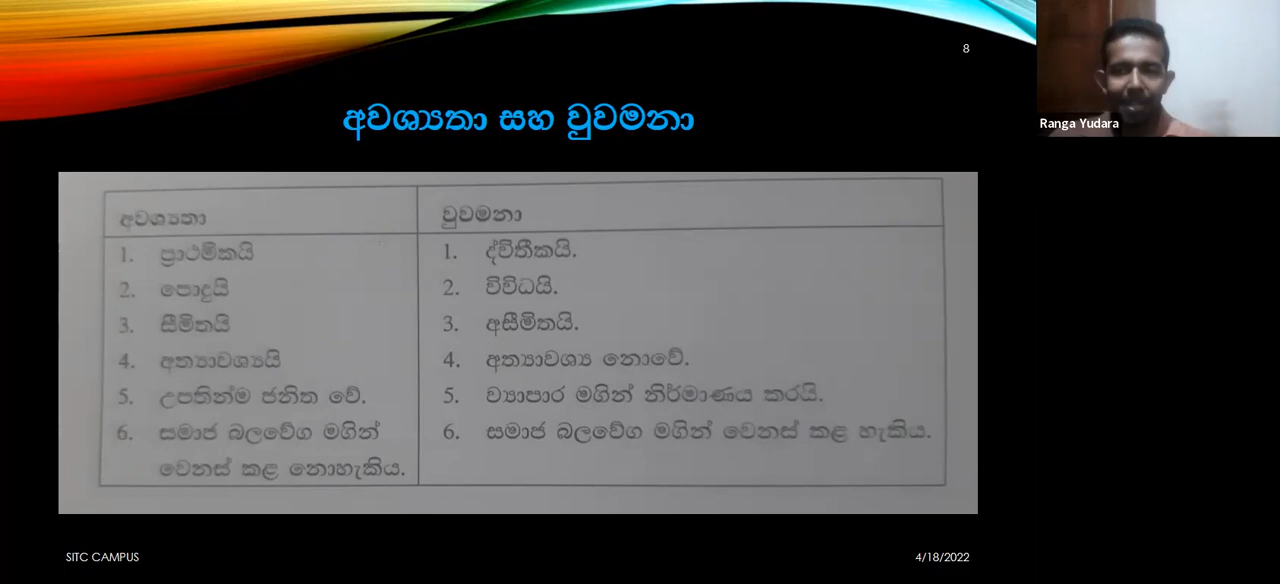 8
අවශ්‍යතා සහ වුවමනා
Ranga Yudara
අවශ්‍යතා
වුවමනා
1. ප්‍රාථමිකයි
1. ද්විතීකයි.
2. පොදුයි
2. විවිධයි.
3. සීමිතයි
3. අසීමිතයි.
4. අත්‍යාවශ්‍යයි
4. අත්‍යාවශ්‍ය නොවේ.
5. උපතින්ම ජනිත වේ.
5. ව්‍යාපාර මගින් නිර්මාණය කරයි.
6. සමාජ බලවේග මගින්
වෙනස් කළ නොහැකිය.
6. සමාජ බලවේග මගින් වෙනස් කළ හැකිය.
SITC CAMPUS
4/18/2022